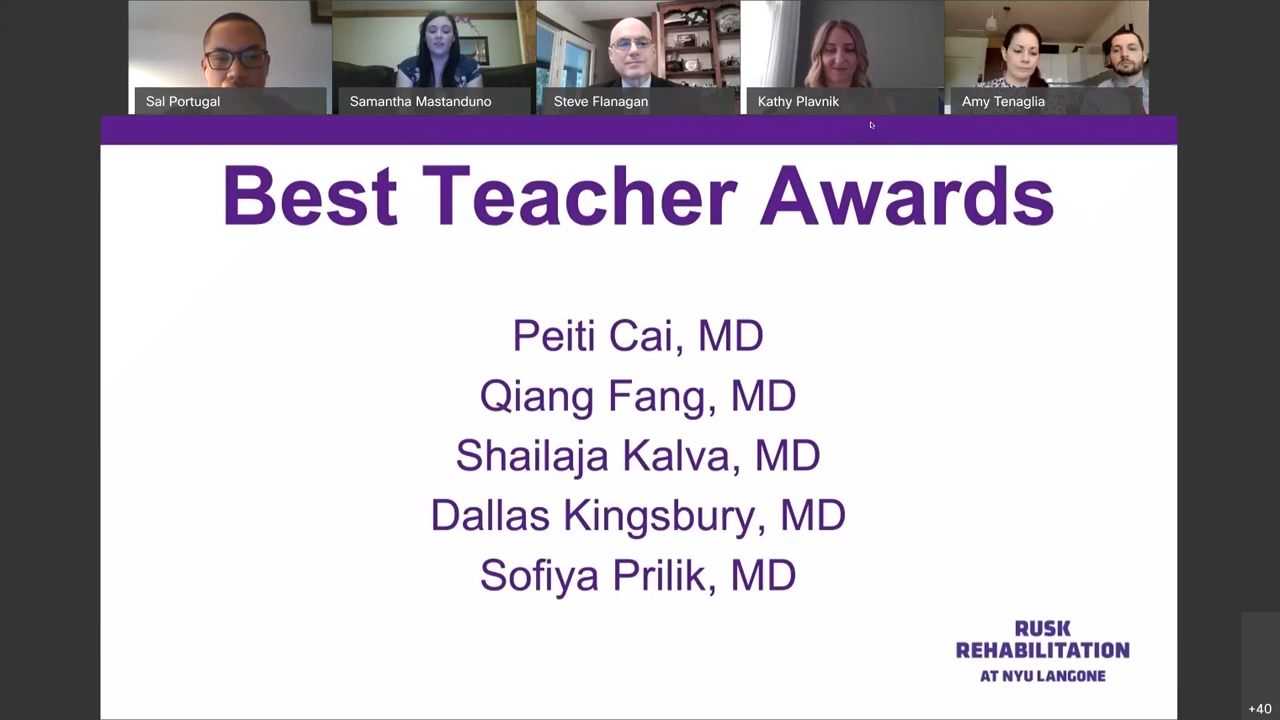 Sal Portugal
Samantha Mastanduno
Steve Flanagan
Kathy Plavnik
Amy Tenaglia
Best Teacher Awards
Peiti Cai, MD
Qiang Fang, MD
Shailaja Kalva, MD
Dallas Kingsbury, MD
Sofiya Prilik, MD
RUSK
REHABILITATION
AT NYU LANGONE
+40